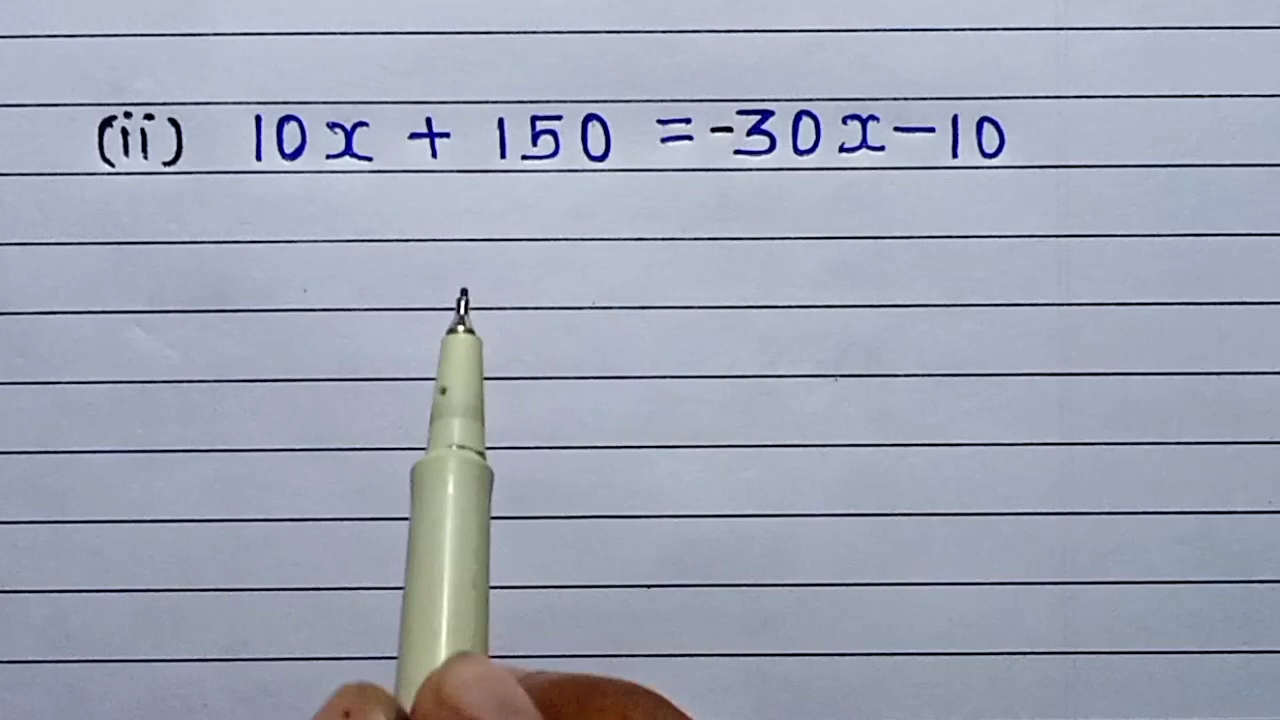 (ii) 10x + 150 = -30x - 10